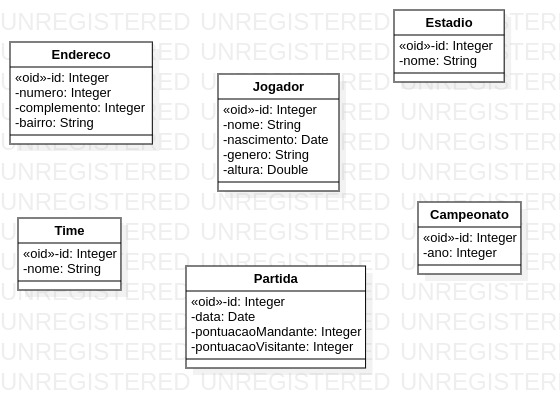 Endereco
«oid»-id: Integer
-numero: Integer
-complemento: Integer
-bairro: String
Jogador
«oid»-id: Integer
-nome: String
-nascimento: Date
-genero: String
-altura: Double
Estadio
«oid»-id: Integer
-nome: String
Time
«oid»-id: Integer
-nome: String
Partida
«oid»-id: Integer
-data: Date
-pontuacaoMandante: Integer
-pontuacaoVisitante: Integer
Campeonato
«oid»-id: Integer
-ano: Integer
UNREGISTERED UNREGISTERED UNREGISTERED